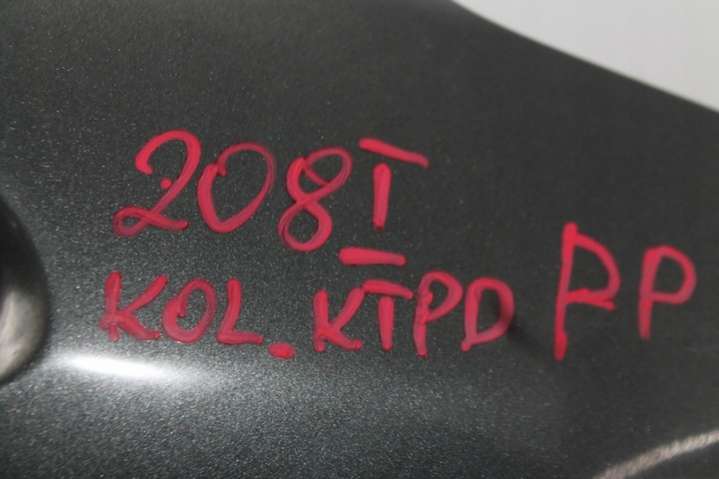 208 I
KOL. KTPD PP